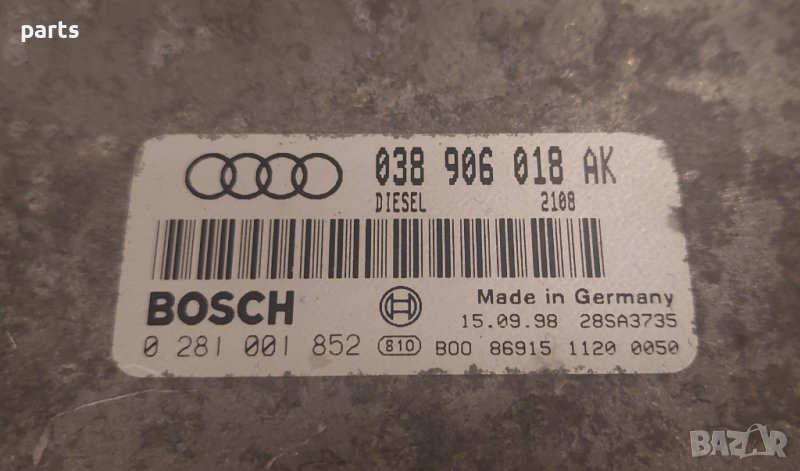 parts
038 906 018 AK
DIESEL 2108
BOSCH
Made in Germany
15.09.98 28SA3735
0 281 001 852 810 B00 86915 1120 0050
BAZAR